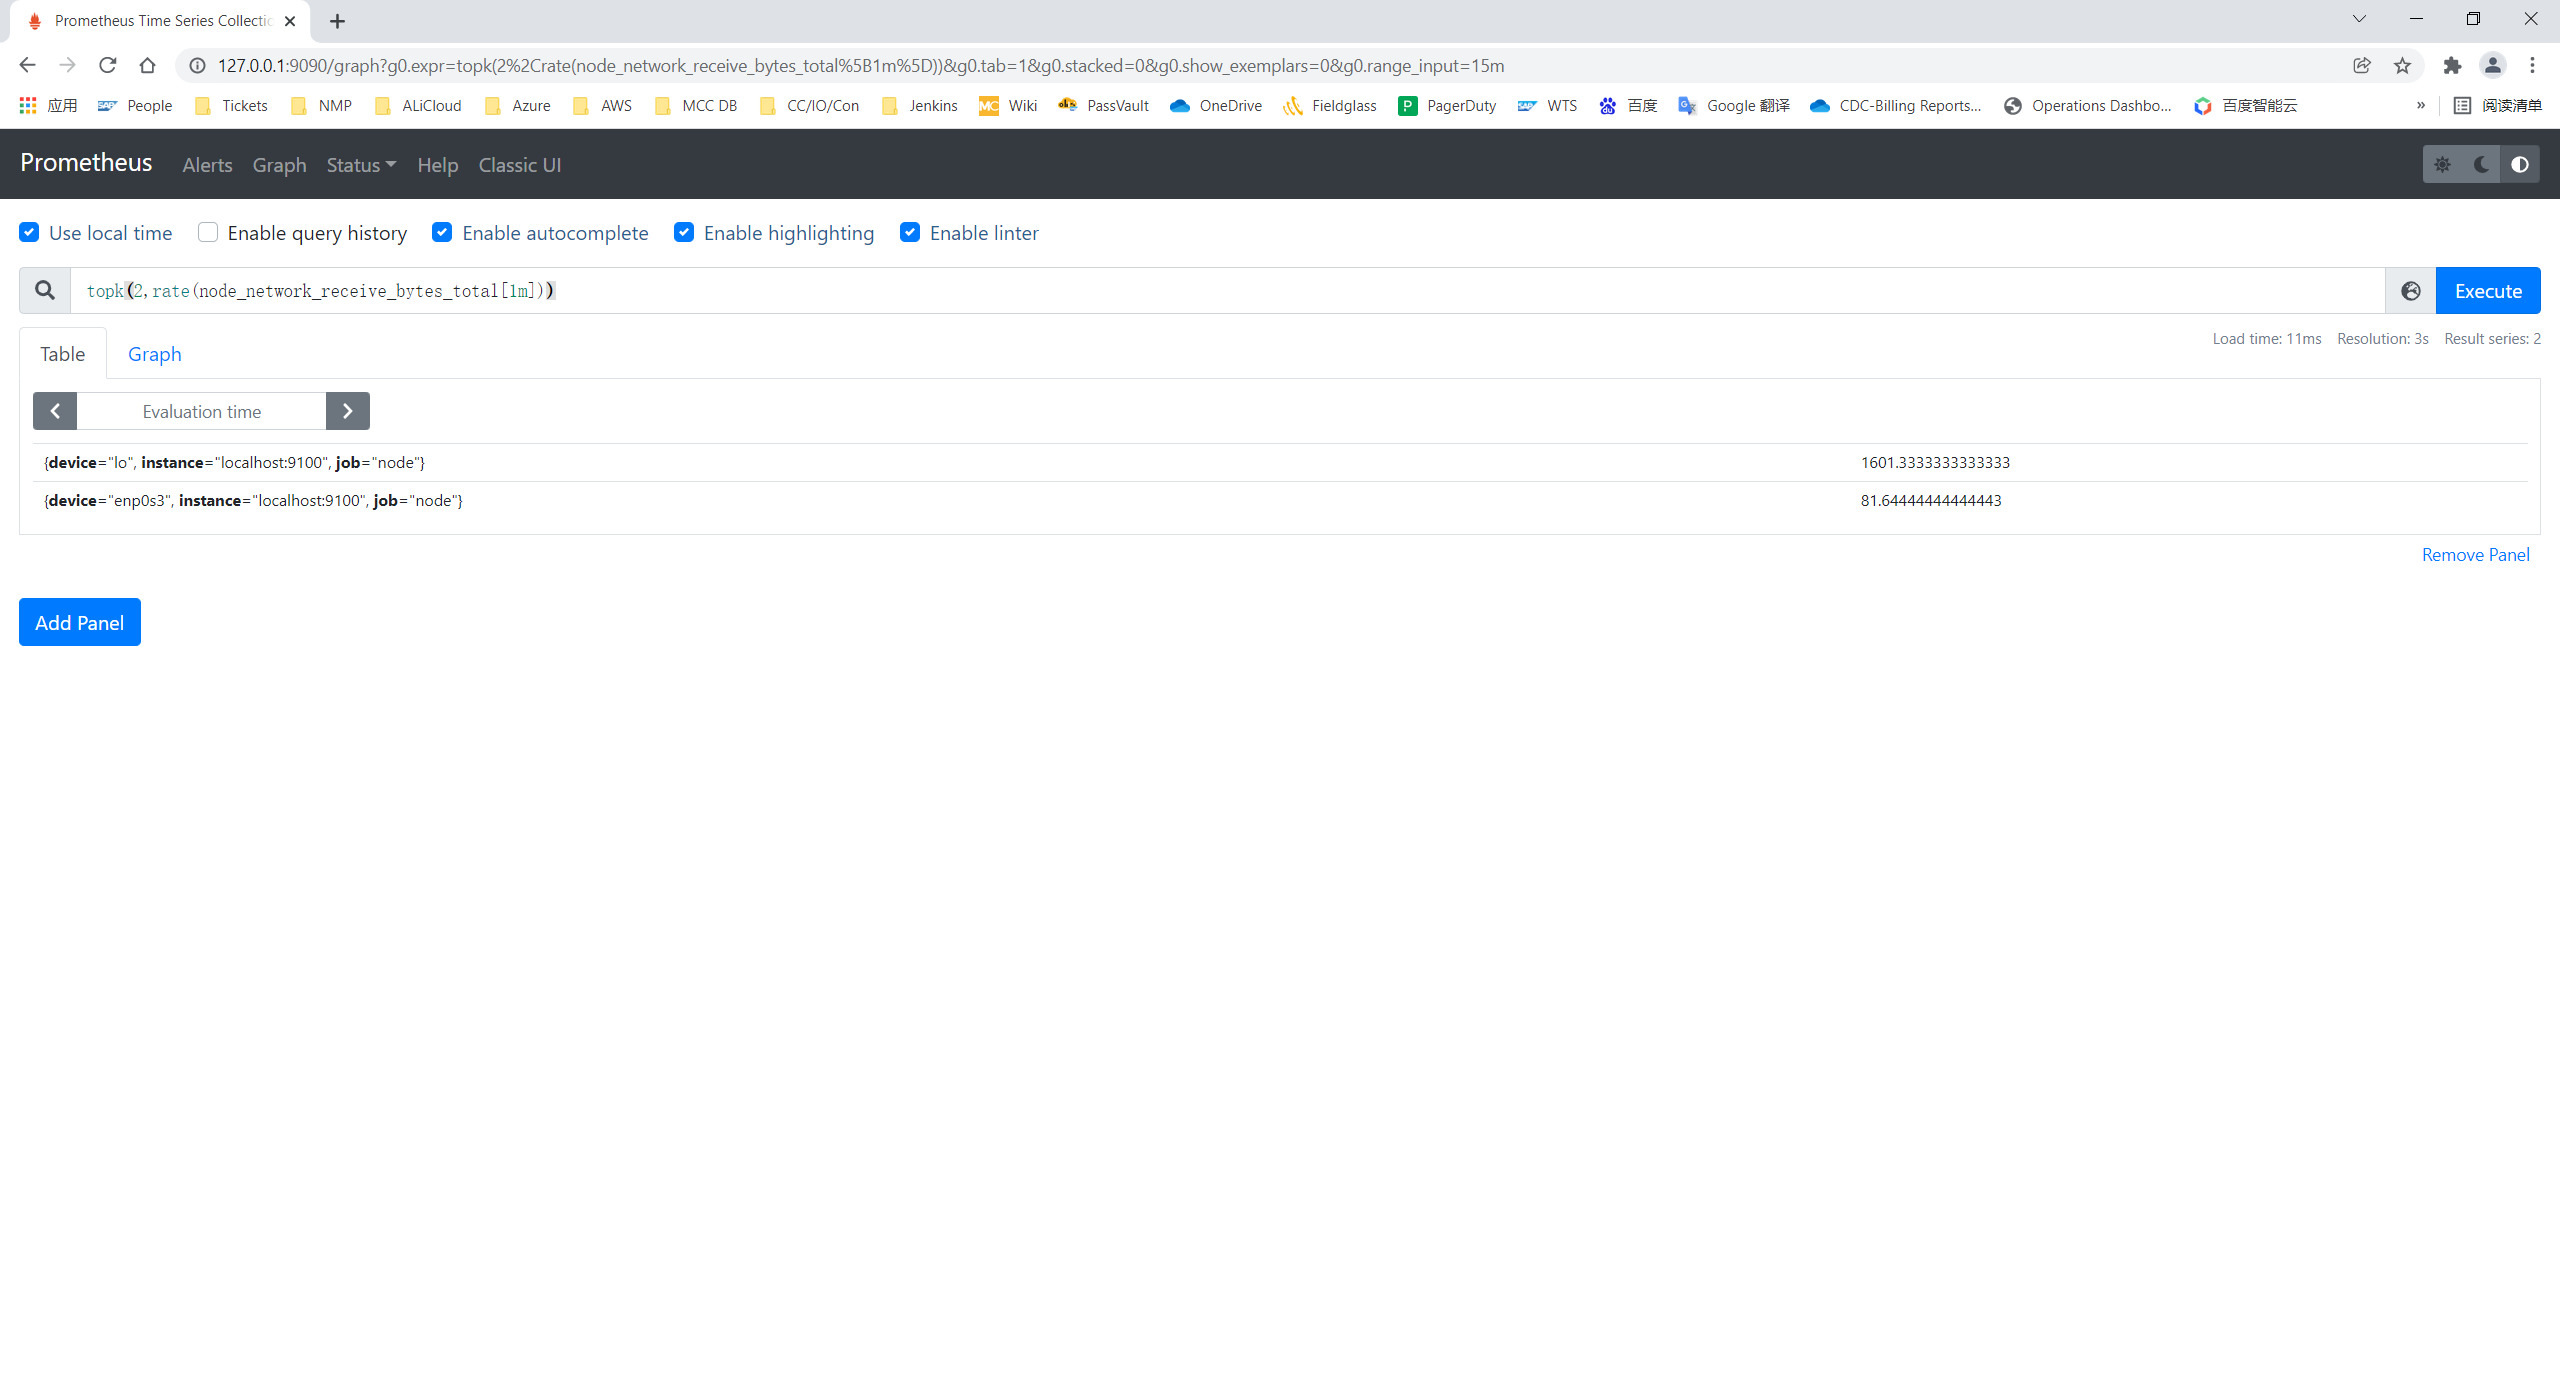 Prometheus Time Series Collectio
127.0.0.1:9090/graph?g0.expr=topk(2%2Crate(node_network_receive_bytes_total%5B1m%5D))&g0.tab=1&g0.stacked=0&g0.show_exemplars=0&g0.range_input=15m
应用 People Tickets NMP ALiCloud Azure AWS MCC DB CC/IO/Con Jenkins MC Wiki PassVault OneDrive Fieldglass P PagerDuty WTS 百度 Google 翻译 CDC-Billing Reports... Operations Dashbo... 百度智能云 » 阅读清单
Prometheus Alerts Graph Status Help Classic UI
Use local time Enable query history Enable autocomplete Enable highlighting Enable linter
topk(2,rate(node_network_receive_bytes_total[1m])) Execute
Table Graph Load time: 11ms Resolution: 3s Result series: 2
Evaluation time
{device="lo", instance="localhost:9100", job="node"} 1601.3333333333333
{device="enp0s3", instance="localhost:9100", job="node"} 81.64444444444443
Remove Panel
Add Panel